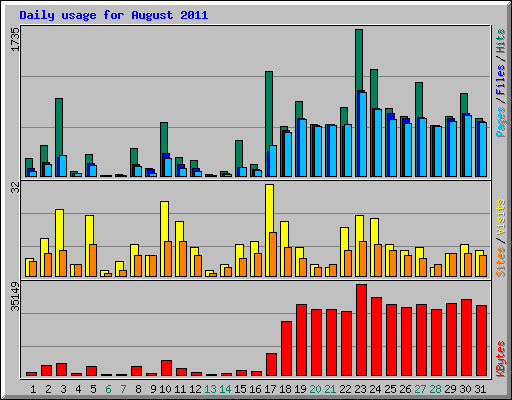 Daily usage for August 2011
1735
32
35149
Pages / Files / Hits
Sites / Visits
KBytes
1 2 3 4 5 6 7 8 9 10 11 12 13 14 15 16 17 18 19 20 21 22 23 24 25 26 27 28 29 30 31